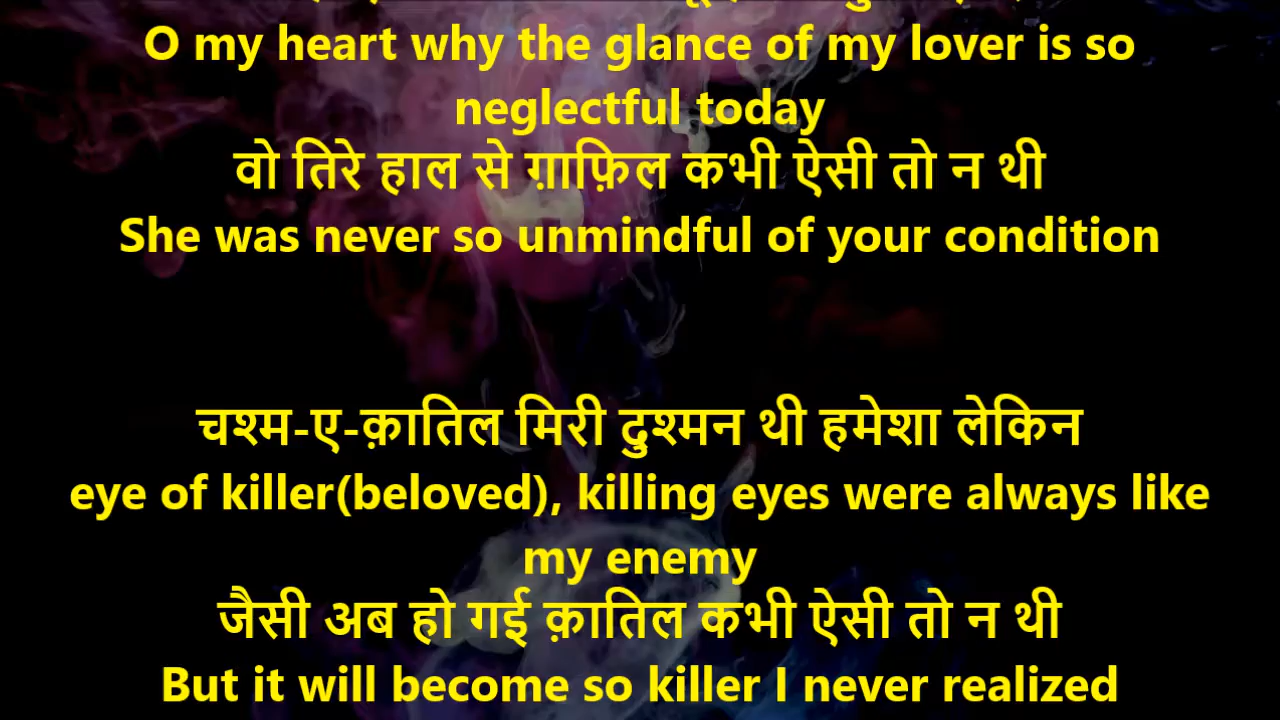 O my heart why the glance of my lover is so
neglectful today
वो तिरे हाल से ग़ाफ़िल कभी ऐसी तो न थी
She was never so unmindful of your condition
चश्म-ए-क़ातिल मिरी दुश्मन थी हमेशा लेकिन
eye of killer(beloved), killing eyes were always like
my enemy
जैसी अब हो गई क़ातिल कभी ऐसी तो न थी
But it will become so killer I never realized